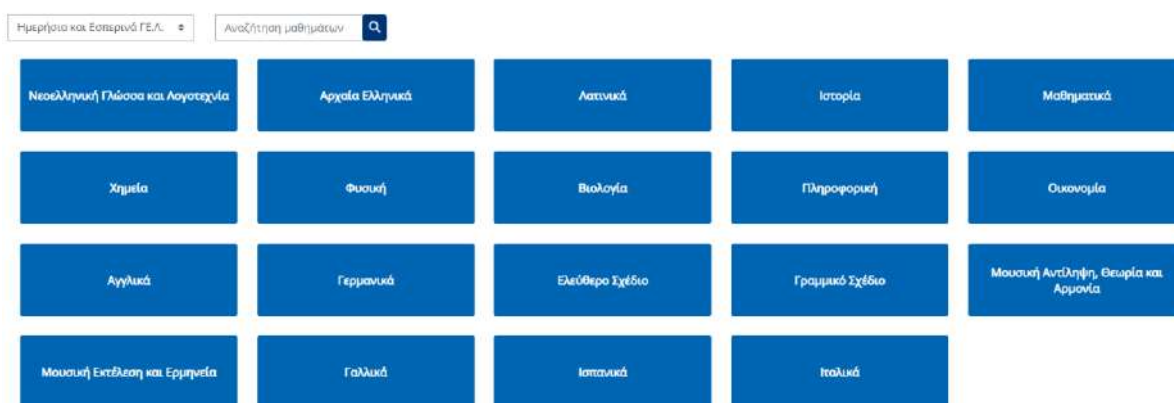 Ημερήσιο και Εσπερινά ΓΕ.Λ.
Αναζήτηση μαθημάτων
Νεοελληνική Γλώσσα και Λογοτεχνία
Αρχαία Ελληνικά
Λατινικά
Ιστορία
Μαθηματικά
Χημεία
Φυσική
Βιολογία
Πληροφορική
Οικονομία
Αγγλικά
Γερμανικά
Ελεύθερο Σχέδιο
Γραμμικό Σχέδιο
Μουσική Αντίληψη, Θεωρία και
Αρμονία
Μουσική Εκτέλεση και Ερμηνεία
Γαλλικά
Ισπανικά
Ιταλικά